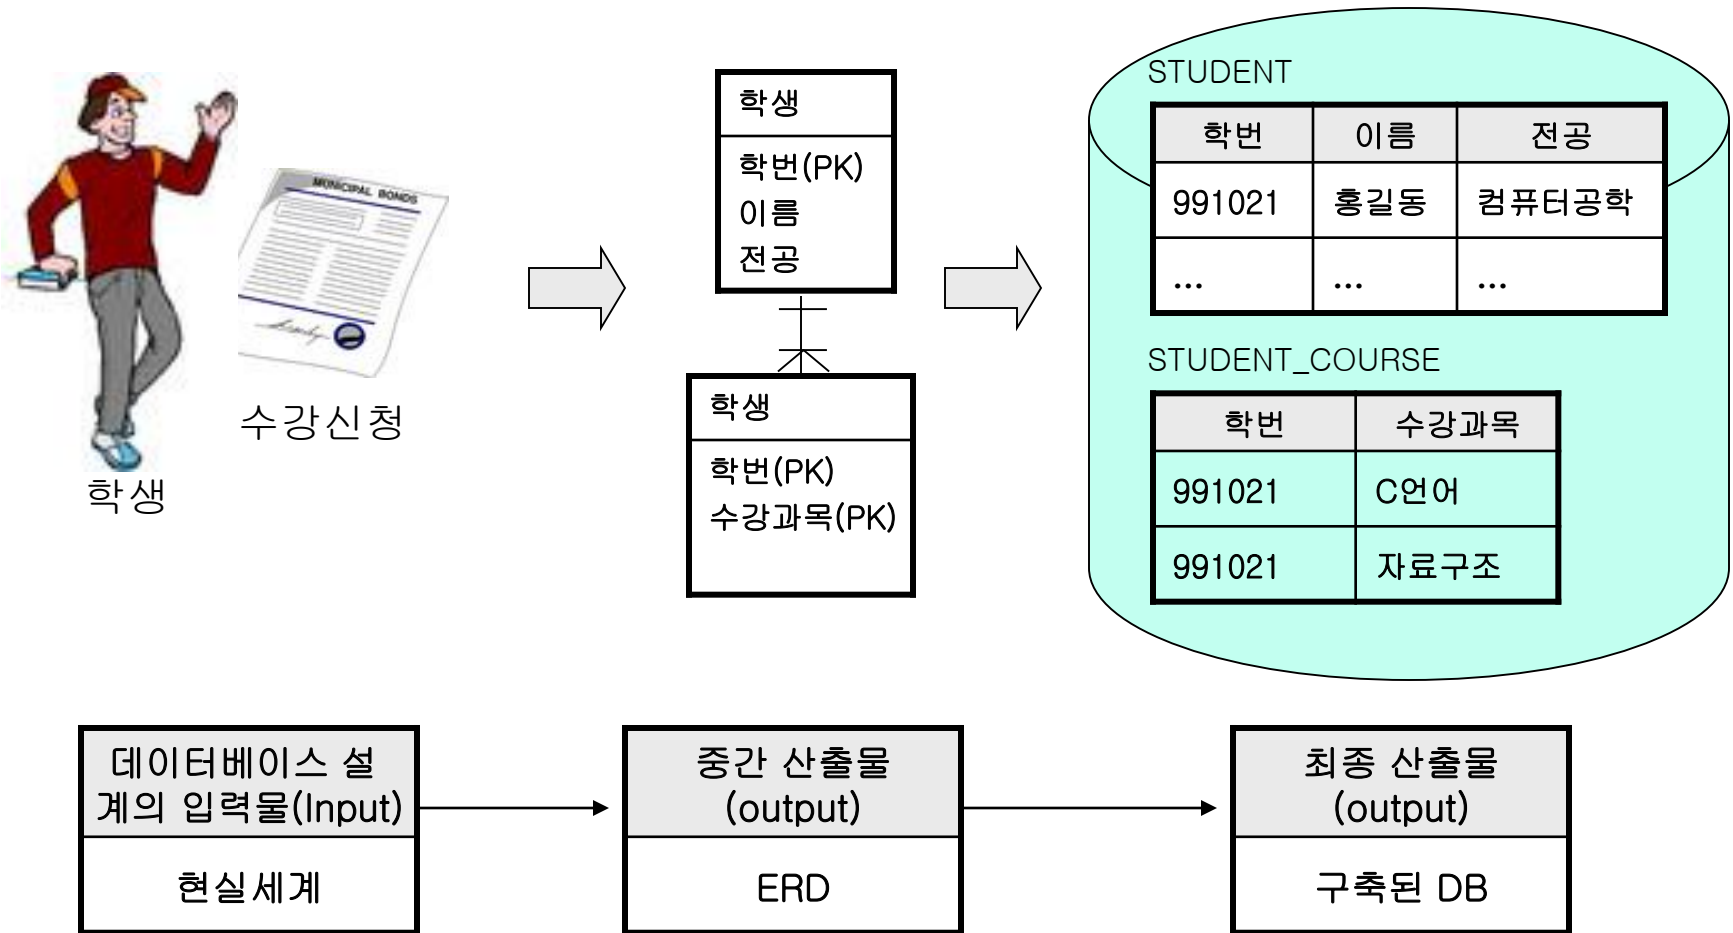 MUNICIPAL BONDS
수강신청
학생
학생
학번(PK)
이름
전공
학생
학번(PK)
수강과목(PK)
STUDENT
학번 이름 전공
991021 홍길동 컴퓨터공학
... ... ...
STUDENT_COURSE
학번 수강과목
991021 C언어
991021 자료구조
데이터베이스 설
계의 입력물(Input)
현실세계
중간 산출물
(output)
ERD
최종 산출물
(output)
구축된 DB